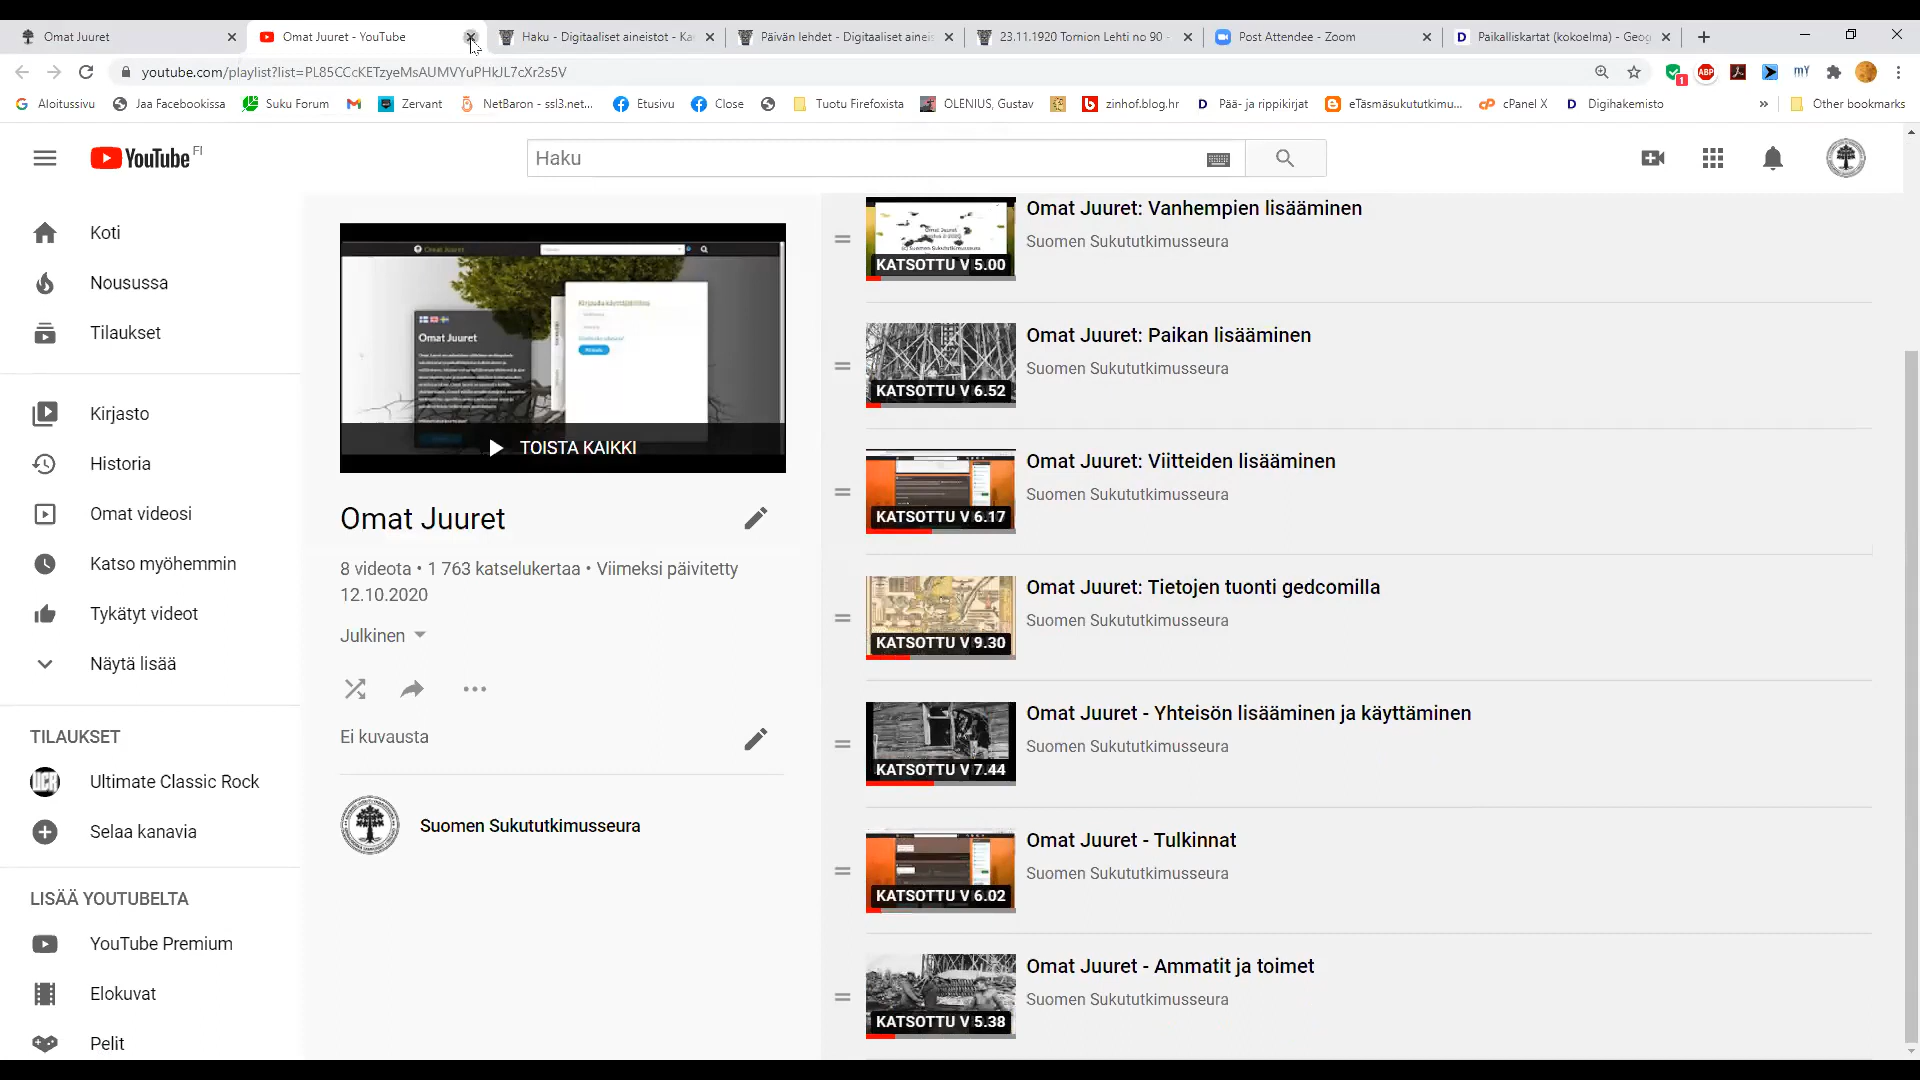 Omat Juuret
Omat Juuret - YouTube
Haku - Digitaaliset aineistot - Ka
Päivän lehdet - Digitaaliset aineis
23.11.1920 Tornion Lehti no 90 -
Post Attendee - Zoom
Paikalliskartat (kokoelma) - Geog
youtube.com/playlist?list=PL85CCcKETzyeMsAUMVYuPHkJL7cXr2s5V
1
ABP
mY
Aloitussivu
Jaa Facebookissa
Suku Forum
Zervant
NetBaron - ssl3.net...
Etusivu
Close
Tuotu Firefoxista
OLENIUS, Gustav
zinhof.blog.hr
Pää- ja rippikirjat
eTäsmäsukututkimu...
cPanel X
Digihakemisto
»
Other bookmarks
YouTube FI
Haku
Koti
Nousussa
Tilaukset
Kirjasto
Historia
Omat videosi
Katso myöhemmin
Tykätyt videot
Näytä lisää
TILAUKSET
UCR
Ultimate Classic Rock
Selaa kanavia
LISÄÄ YOUTUBELTA
YouTube Premium
Elokuvat
Pelit
Omat Juuret
Omat Juuret
TOISTA KAIKKI
Omat Juuret
8 videota • 1 763 katselukertaa • Viimeksi päivitetty
12.10.2020
Julkinen
Ei kuvausta
Suomen Sukututkimusseura
Omat Juuret: Vanhempien lisääminen
Suomen Sukututkimusseura
KATSOTTU V 5.00
Omat Juuret: Paikan lisääminen
Suomen Sukututkimusseura
KATSOTTU V 6.52
Omat Juuret: Viitteiden lisääminen
Suomen Sukututkimusseura
KATSOTTU V 6.17
Omat Juuret: Tietojen tuonti gedcomilla
Suomen Sukututkimusseura
KATSOTTU V 9.30
Omat Juuret - Yhteisön lisääminen ja käyttäminen
Suomen Sukututkimusseura
KATSOTTU V 7.44
Omat Juuret - Tulkinnat
Suomen Sukututkimusseura
KATSOTTU V 6.02
Omat Juuret - Ammatit ja toimet
Suomen Sukututkimusseura
KATSOTTU V 5.38